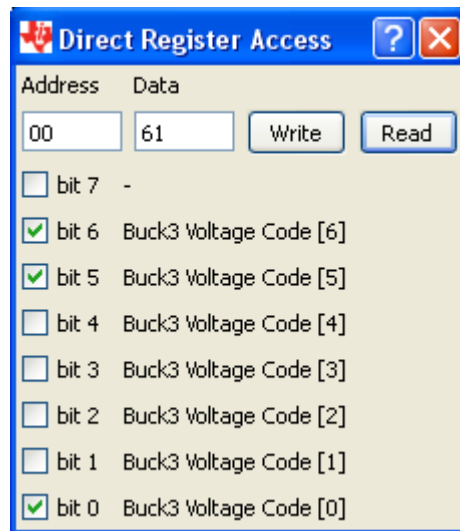 Direct Register Access
Address Data
00 61 Write Read
bit 7 -
bit 6 Buck3 Voltage Code [6]
bit 5 Buck3 Voltage Code [5]
bit 4 Buck3 Voltage Code [4]
bit 3 Buck3 Voltage Code [3]
bit 2 Buck3 Voltage Code [2]
bit 1 Buck3 Voltage Code [1]
bit 0 Buck3 Voltage Code [0]